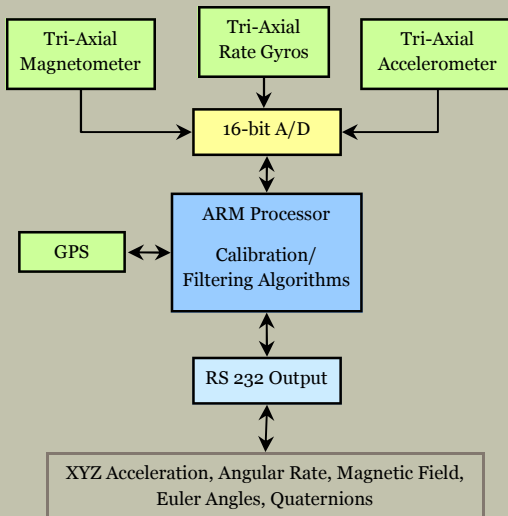 Tri-Axial
Magnetometer
Tri-Axial
Rate Gyros
Tri-Axial
Accelerometer
16-bit A/D
ARM Processor
Calibration/
Filtering Algorithms
GPS
RS 232 Output
XYZ Acceleration, Angular Rate, Magnetic Field,
Euler Angles, Quaternions